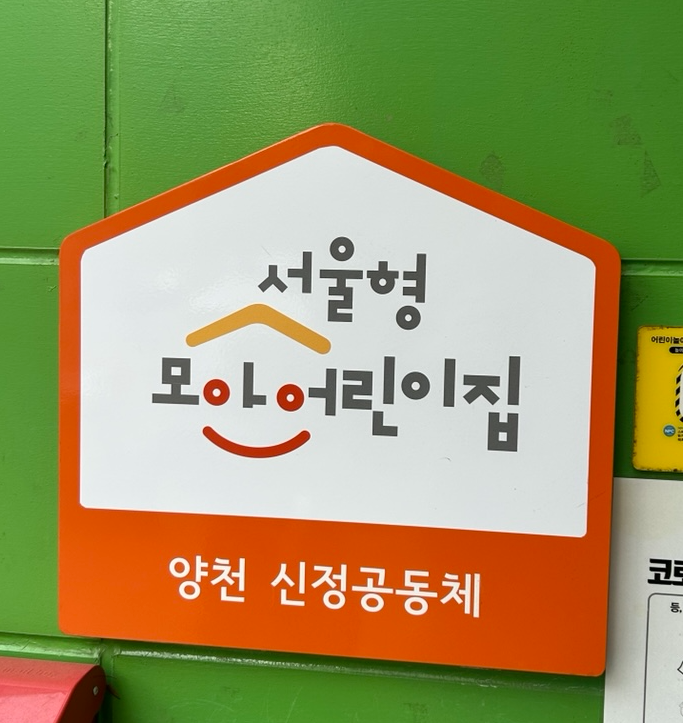 서울형
모아어린이집
양천 신정공동체